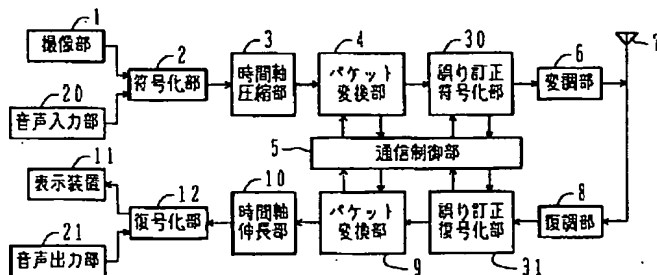 1
撮像部
20
音声入力部
2
符号化部
3
時間軸
圧縮部
4
パケット
変後部
30
誤り訂正
符号化部
6
変調部
7
5
通信制御部
11
表示装置
21
音声出力部
12
復号化部
10
時間軸
伸長部
パケット
変後部
9
誤り訂正
復号化部
31
8
復調部